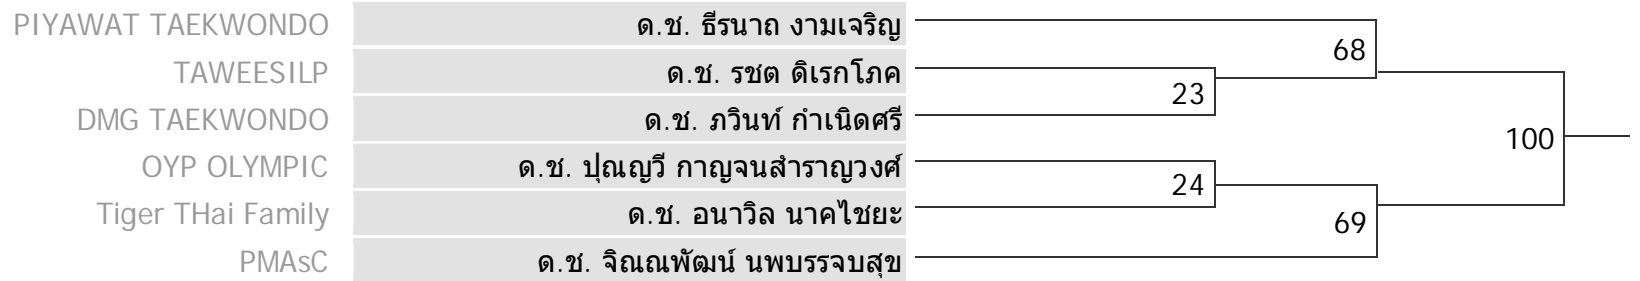 PIYAWAT TAEKWONDO ด.ช. ธีรนาถ งามเจริญ
68
TAWEESILP ด.ช. รชต ดิเรกโภค
23
DMG TAEKWONDO ด.ช. ภวินท์ กำเนิดศรี
100
OYP OLYMPIC ด.ช. ปุณญวี กาญจนสำราญวงศ์
24
Tiger THai Family ด.ช. อนาวิล นาคไชยะ
69
PMAsC ด.ช. จิณณพัฒน์ นพบรรจบสุข